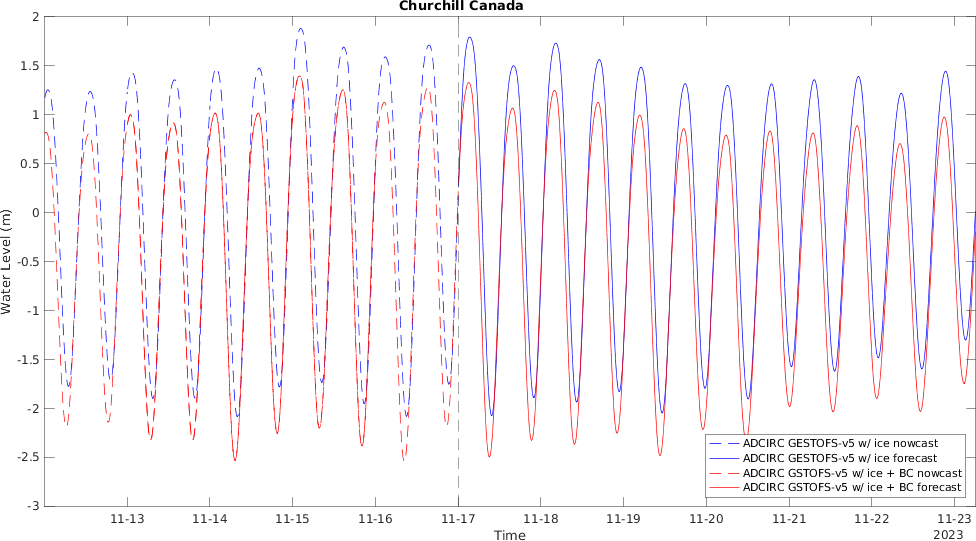 Churchill Canada
2
1.5
1
0.5
0
-0.5
-1
-1.5
-2
-2.5
-3
Water Level (m)
ADCIRC GESTOFS-v5 w/ ice nowcast
ADCIRC GESTOFS-v5 w/ ice forecast
ADCIRC GSTOFS-v5 w/ ice + BC nowcast
ADCIRC GSTOFS-v5 w/ ice + BC forecast
11-13 11-14 11-15 11-16 11-17 11-18 11-19 11-20 11-21 11-22 11-23
Time
2023